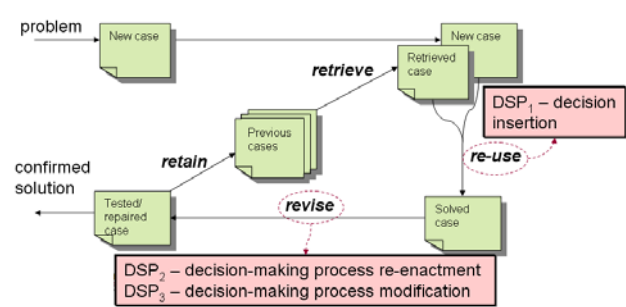 problem
New case
New case
Retrieved
case
retrieve
DSP1 – decision
insertion
Previous
cases
re-use
retain
confirmed
solution
Tested/
repaired
case
revise
Solved
case
DSP2 – decision-making process re-enactment
DSP3 – decision-making process modification